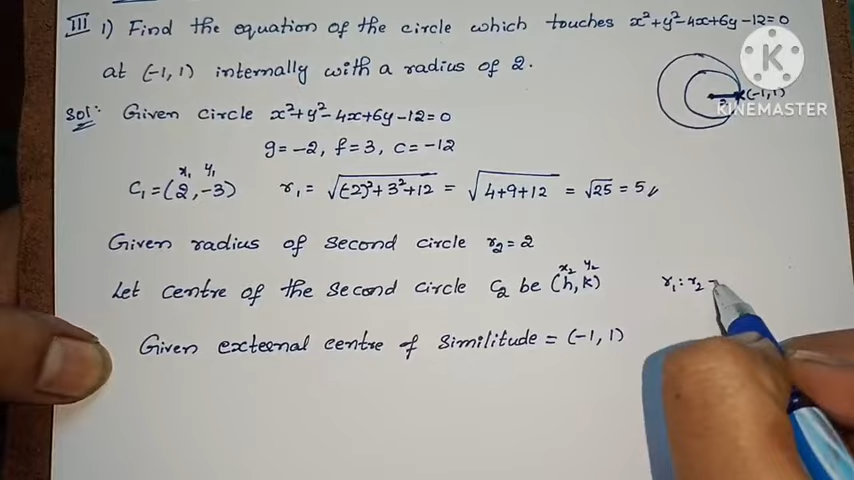 III 1) Find the equation of the circle which touches x²+y²-4x+6y-12=0
at (-1, 1) internally with a radius of 2.
Sol: Given circle x²+y²-4x+6y-12=0
g=-2, f=3, c=-12
x₁ y₁
C₁=(2,-3) r₁ = √(-2)²+3²+12 = √4+9+12 = √25 = 5
Given radius of second circle r₂=2
x₂ y₂
Let centre of the second circle C₂ be (h, k) r₁:r₂ =
Given external centre of similitude = (-1, 1)
2 (-1, 1)
K
KINEMASTER